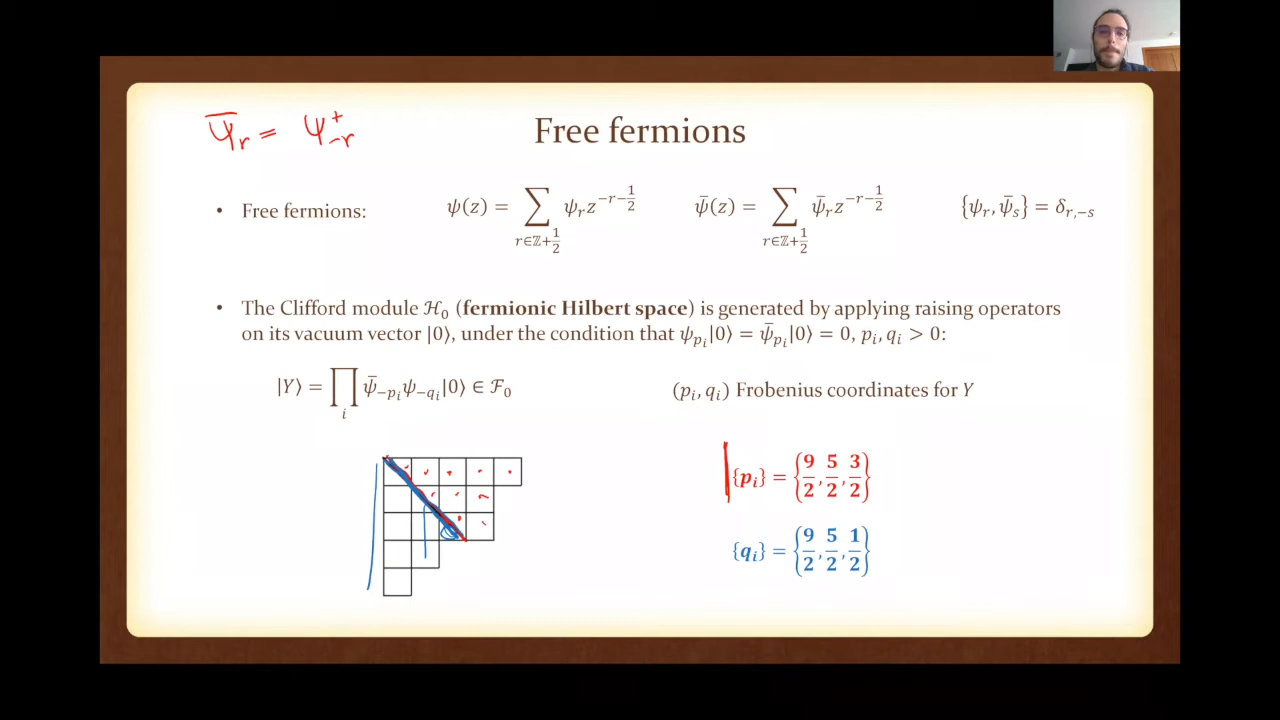 ψ̄_r = ψ^+_{-r}
Free fermions
• Free fermions: ψ(z) = ∑_{r∈ℤ+1/2} ψ_r z^{−r−1/2} ψ̄(z) = ∑_{r∈ℤ+1/2} ψ̄_r z^{−r−1/2} {ψ_r, ψ̄_s} = δ_{r,−s}
• The Clifford module ℋ_0 (fermionic Hilbert space) is generated by applying raising operators
on its vacuum vector |0⟩, under the condition that ψ_{p_i}|0⟩ = ψ̄_{p_i}|0⟩ = 0, p_i, q_i > 0:
|Y⟩ = ∏_i ψ̄_{−p_i} ψ_{−q_i}|0⟩ ∈ ℱ_0 (p_i, q_i) Frobenius coordinates for Y
{p_i} = {9/2, 5/2, 3/2}
{q_i} = {9/2, 5/2, 1/2}